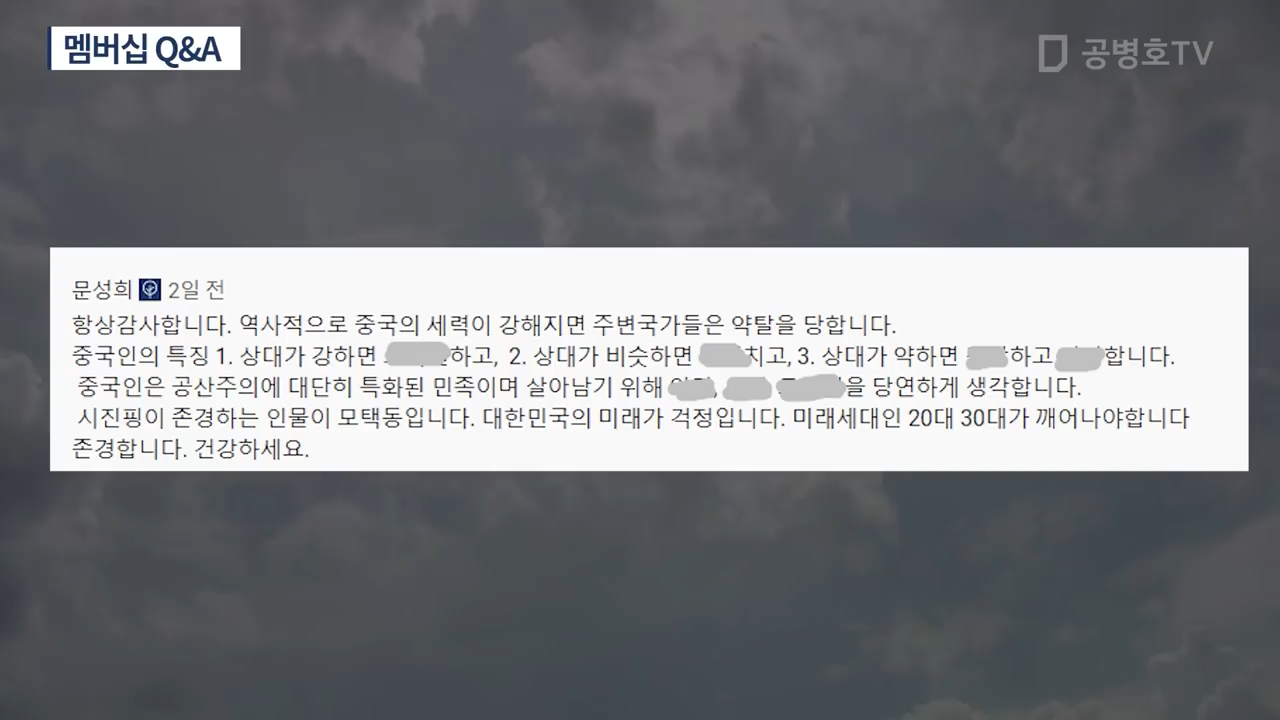 멤버십 Q&A
공병호TV
문성희 2일 전
항상감사합니다. 역사적으로 중국의 세력이 강해지면 주변국가들은 약탈을 당합니다.
중국인의 특징 1. 상대가 강하면 하고, 2. 상대가 비슷하면 치고, 3. 상대가 약하면 하고 합니다.
중국인은 공산주의에 대단히 특화된 민족이며 살아남기 위해 , 을 당연하게 생각합니다.
시진핑이 존경하는 인물이 모택동입니다. 대한민국의 미래가 걱정입니다. 미래세대인 20대 30대가 깨어나야합니다
존경합니다. 건강하세요.